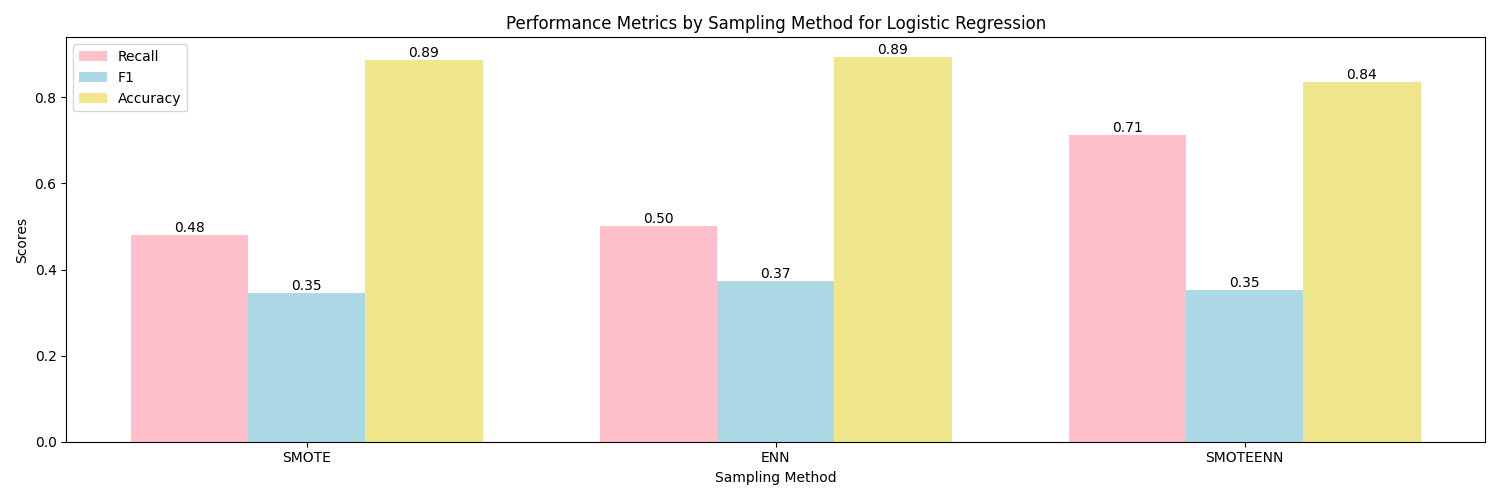 Performance Metrics by Sampling Method for Logistic Regression
Recall
F1
Accuracy
Scores
0.8
0.6
0.4
0.2
0.0
0.48
0.35
0.89
0.50
0.37
0.89
0.71
0.35
0.84
SMOTE
ENN
SMOTEENN
Sampling Method